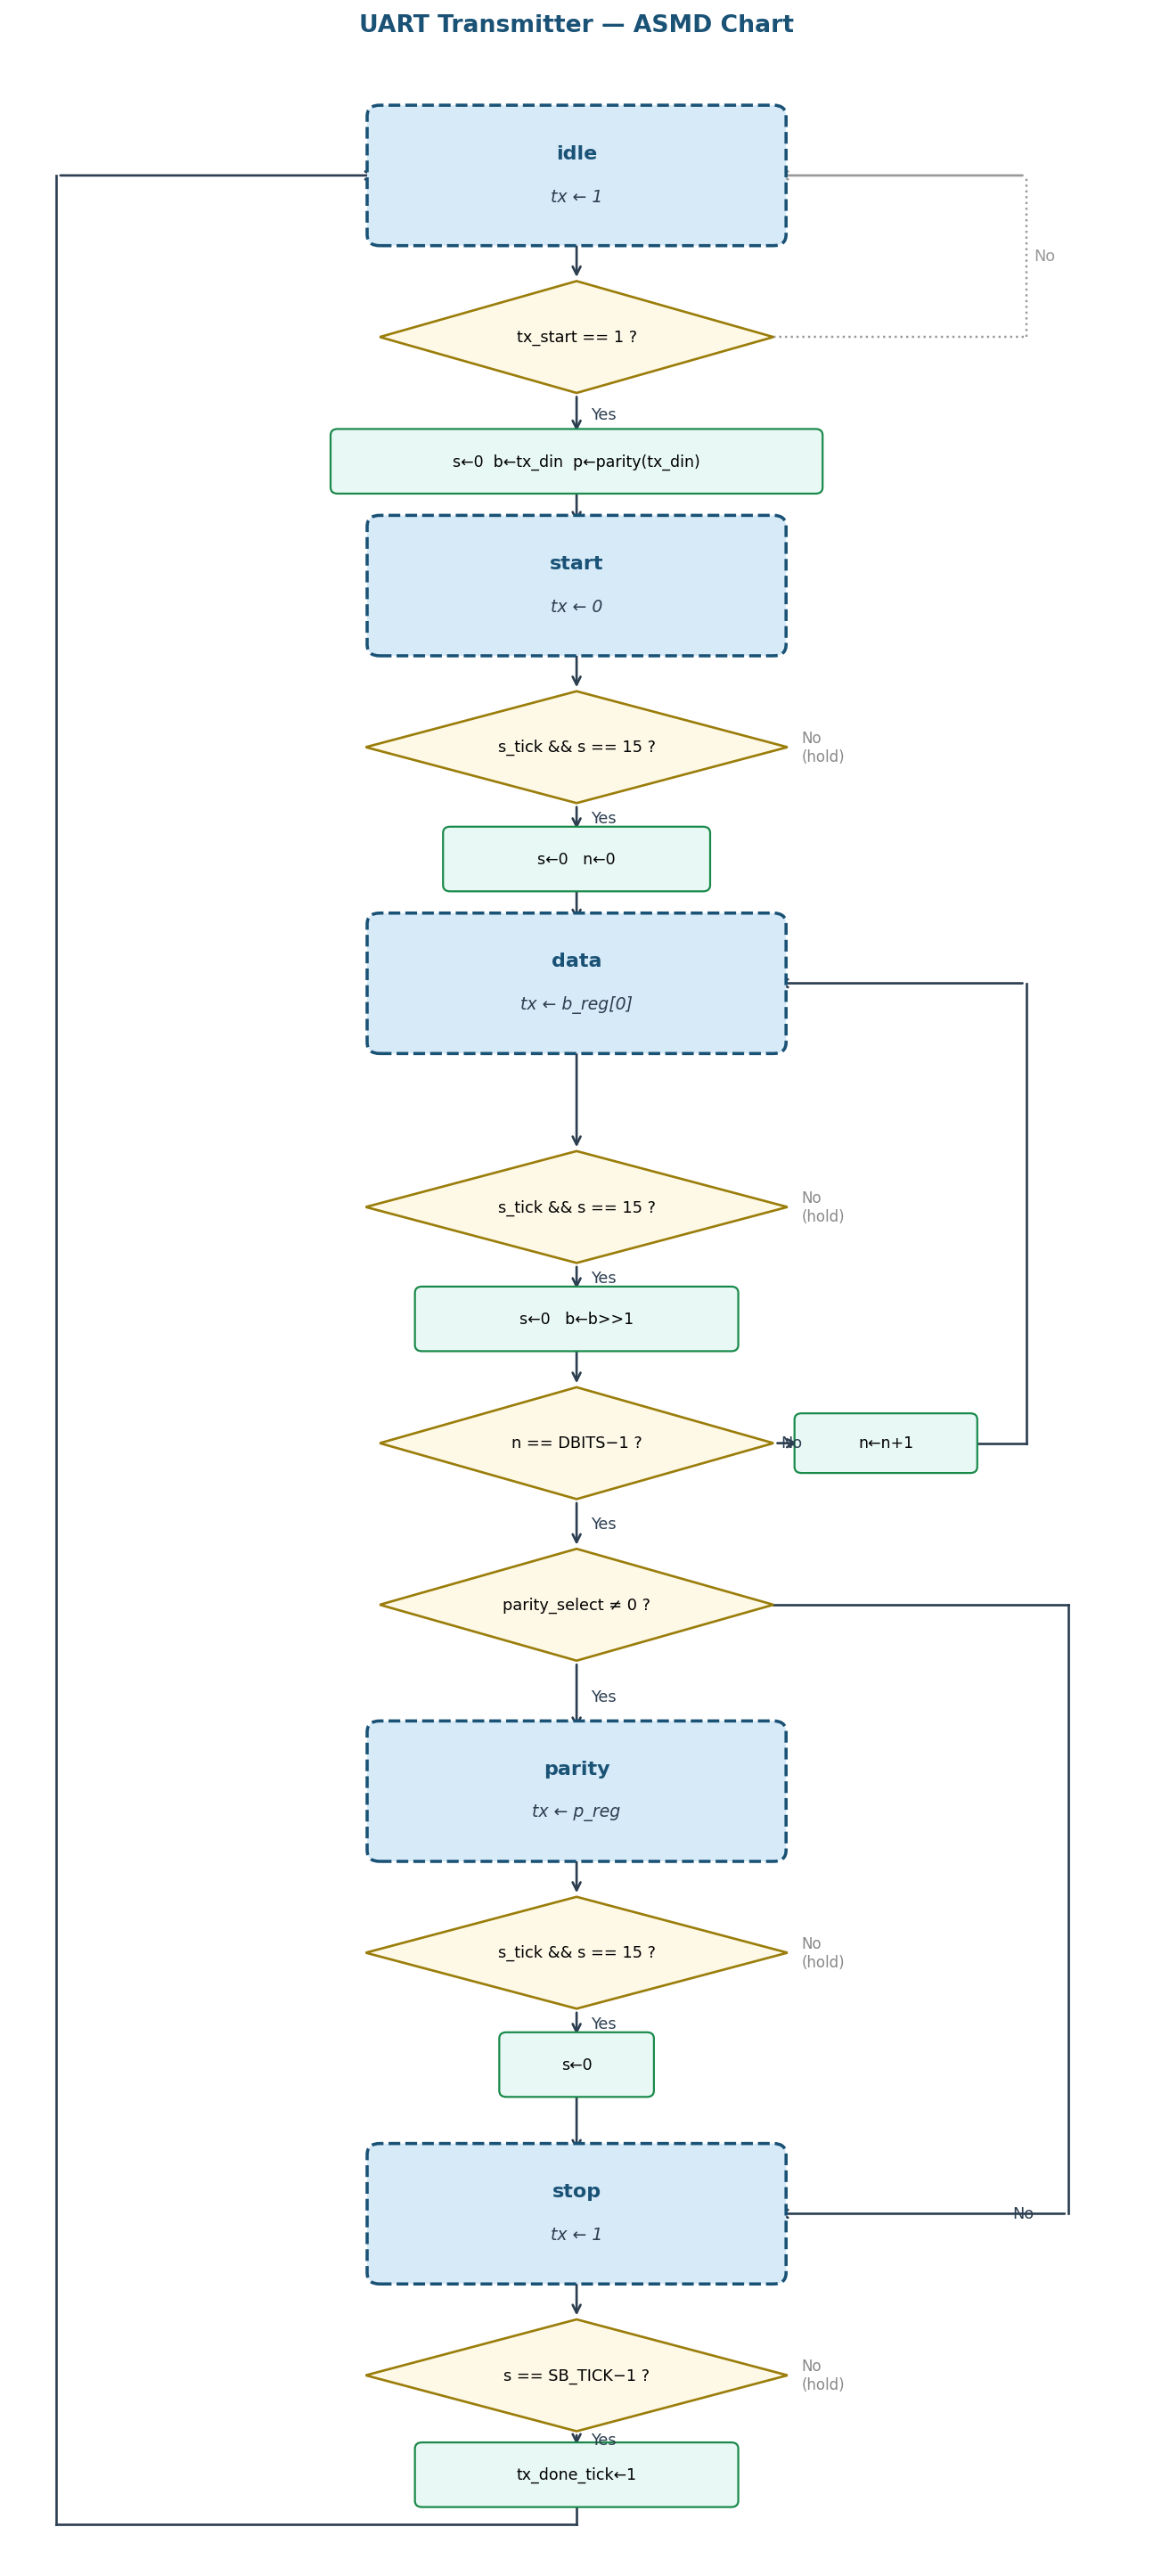 UART Transmitter — ASMD Chart
idle
tx ← 1
No
tx_start == 1 ?
Yes
s←0  b←tx_din  p←parity(tx_din)
start
tx ← 0
s_tick && s == 15 ?
No
(hold)
Yes
s←0   n←0
data
tx ← b_reg[0]
s_tick && s == 15 ?
No
(hold)
Yes
s←0   b←b>>1
n == DBITS−1 ?
No
n←n+1
Yes
parity_select ≠ 0 ?
Yes
parity
tx ← p_reg
s_tick && s == 15 ?
No
(hold)
Yes
s←0
stop
tx ← 1
No
s == SB_TICK−1 ?
No
(hold)
Yes
tx_done_tick←1